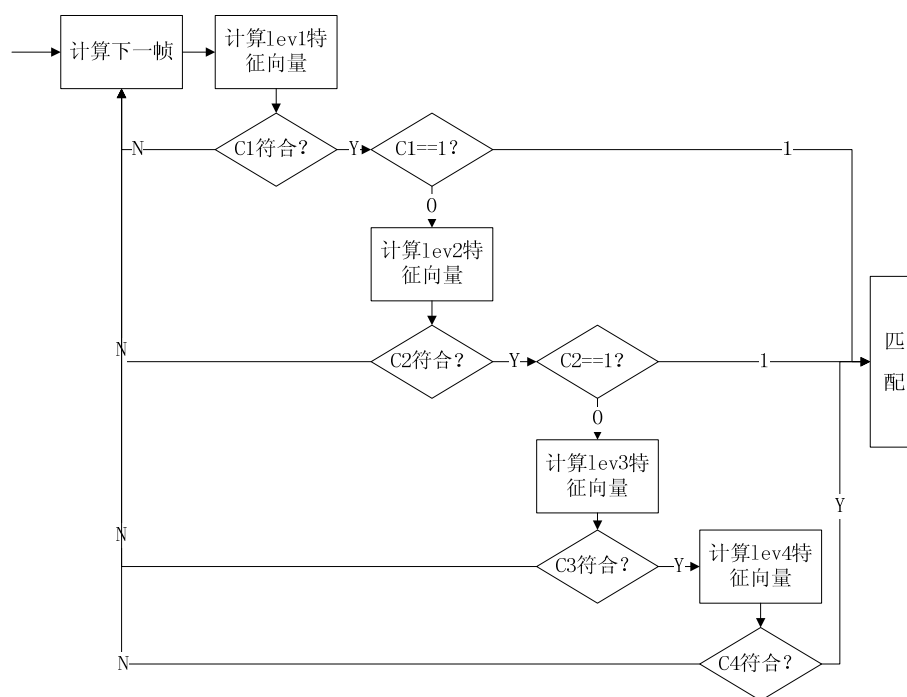 计算下一帧
计算lev1特
征向量
N
C1符合?
Y
C1==1?
1
0
计算lev2特
征向量
N
C2符合?
Y
C2==1?
1
匹
配
0
计算lev3特
征向量
Y
N
C3符合?
Y
计算lev4特
征向量
N
C4符合?